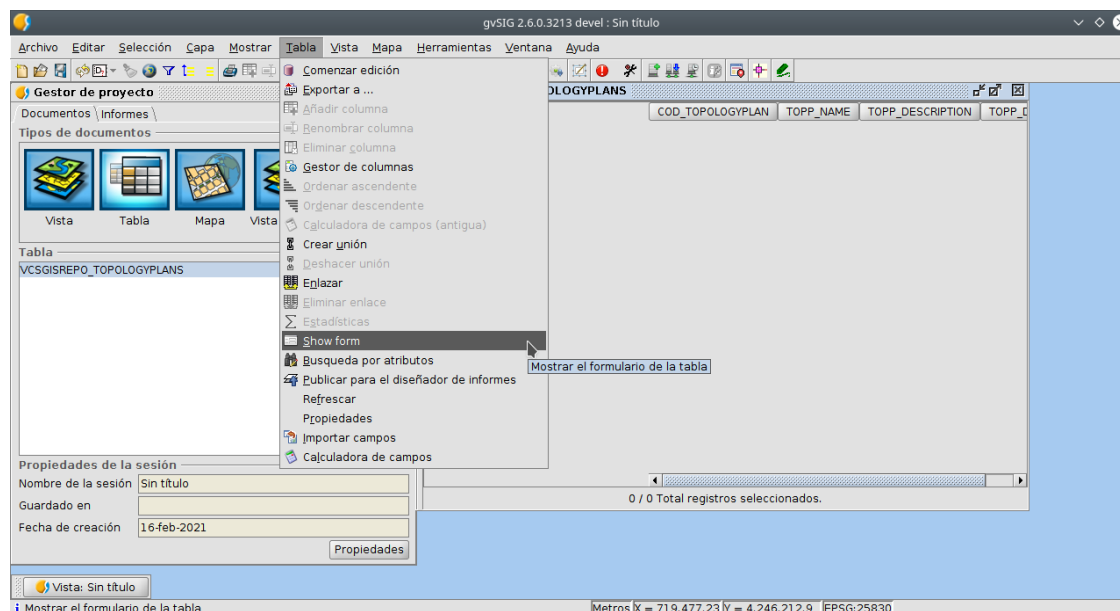 gvSIG 2.6.0.3213 devel : Sin título
Archivo Editar Selección Capa Mostrar Tabla Vista Mapa Herramientas Ventana Ayuda
Gestor de proyecto
Documentos Informes
Tipos de documentos
Vista Tabla Mapa Vista
Tabla
VCSGISREPO_TOPOLOGYPLANS
Propiedades de la sesión
Nombre de la sesión Sin título
Guardado en
Fecha de creación 16-feb-2021
Propiedades
Comenzar edición
Exportar a ...
Añadir columna
Renombrar columna
Eliminar columna
Gestor de columnas
Ordenar ascendente
Ordenar descendente
Calculadora de campos (antigua)
Crear unión
Deshacer unión
Enlazar
Eliminar enlace
Estadísticas
Show form
Busqueda por atributos
Publicar para el diseñador de informes
Refrescar
Propiedades
Importar campos
Calculadora de campos
Mostrar el formulario de la tabla
OLOGYPLANS
COD_TOPOLOGYPLAN TOPP_NAME TOPP_DESCRIPTION TOPP_D
0 / 0 Total registros seleccionados.
Vista: Sin título
Mostrar el formulario de la tabla
Metros X = 719.477,23 Y = 4.246.212,9 EPSG:25830